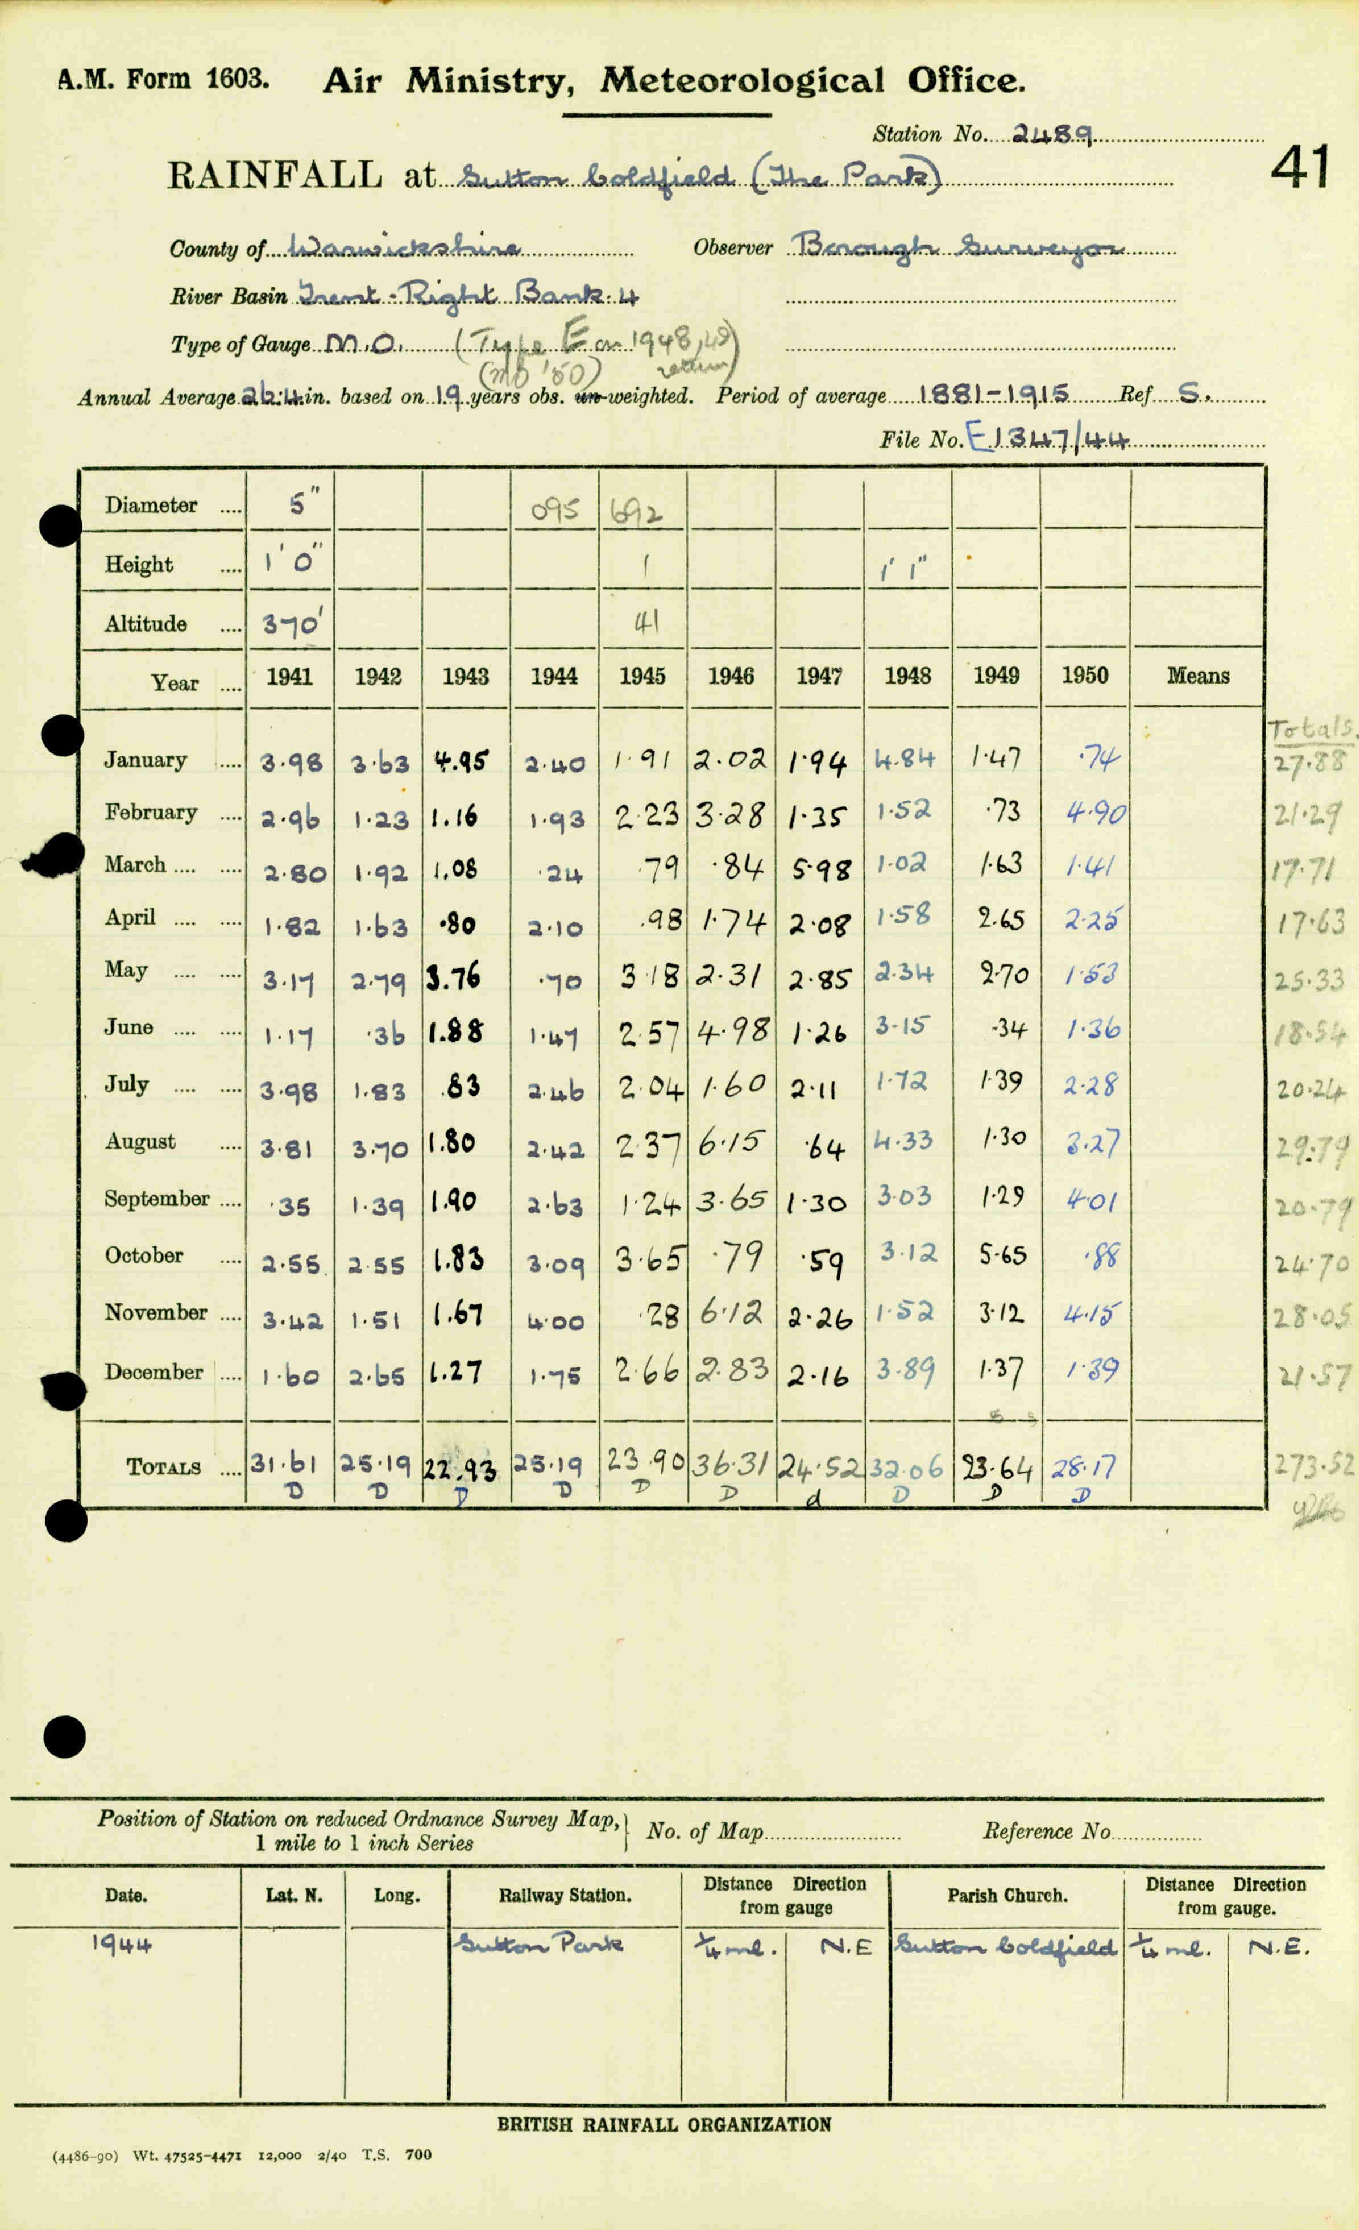 A.M. Form 1603. Air Ministry, Meteorological Office.
Station No. 2489
41
RAINFALL at Sutton Coldfield (The Park)
County of Warwickshire Observer Borough Surveyor
River Basin Trent - Right Bank. 4
Type of Gauge M.O. (Type E on 1948, 49 return)
(MO '50)
Annual Average 26.4 in. based on 19 years obs. un-weighted. Period of average 1881-1915 Ref S.
File No. E1347/44
Diameter .... 5" 095 692
Height .... 1' 0" 1 1' 1"
Altitude .... 370' 41
Year .... 1941 1942 1943 1944 1945 1946 1947 1948 1949 1950 Means
Totals.
January .... 3.98 3.63 4.95 2.40 1.91 2.02 1.94 4.84 1.47 .74 27.88
February .... 2.96 1.23 1.16 1.93 2.23 3.28 1.35 1.52 .73 4.90 21.29
March .... .... 2.80 1.92 1.08 .24 .79 .84 5.98 1.02 1.63 1.41 17.71
April .... .... 1.82 1.63 .80 2.10 .98 1.74 2.08 1.58 2.65 2.25 17.63
May .... .... 3.17 2.79 3.76 .70 3.18 2.31 2.85 2.34 2.70 1.53 25.33
June .... .... 1.17 .36 1.88 1.47 2.57 4.98 1.26 3.15 .34 1.36 18.54
July .... .... 3.98 1.83 .83 2.46 2.04 1.60 2.11 1.72 1.39 2.28 20.24
August .... 3.81 3.70 1.80 2.42 2.37 6.15 .64 4.33 1.30 3.27 29.79
September .... .35 1.39 1.90 2.63 1.24 3.65 1.30 3.03 1.29 4.01 20.79
October .... 2.55 2.55 1.83 3.09 3.65 .79 .59 3.12 5.65 .88 24.70
November .... 3.42 1.51 1.67 4.00 .28 6.12 2.26 1.52 3.12 4.15 28.05
December .... 1.60 2.65 1.27 1.75 2.66 2.83 2.16 3.89 1.37 1.39 21.57
TOTALS .... 31.61 25.19 22.93 25.19 23.90 36.31 24.52 32.06 23.64 28.17 273.52
D D D D D D d D D D
Position of Station on reduced Ordnance Survey Map, 1 mile to 1 inch Series } No. of Map Reference No.
Date. Lat. N. Long. Railway Station. Distance Direction from gauge Parish Church. Distance Direction from gauge.
1944 Sutton Park ¼ ml. N.E Sutton Coldfield ¼ ml. N.E.
BRITISH RAINFALL ORGANIZATION
(4486-90) Wt. 47525-4471 12,000 2/40 T.S. 700